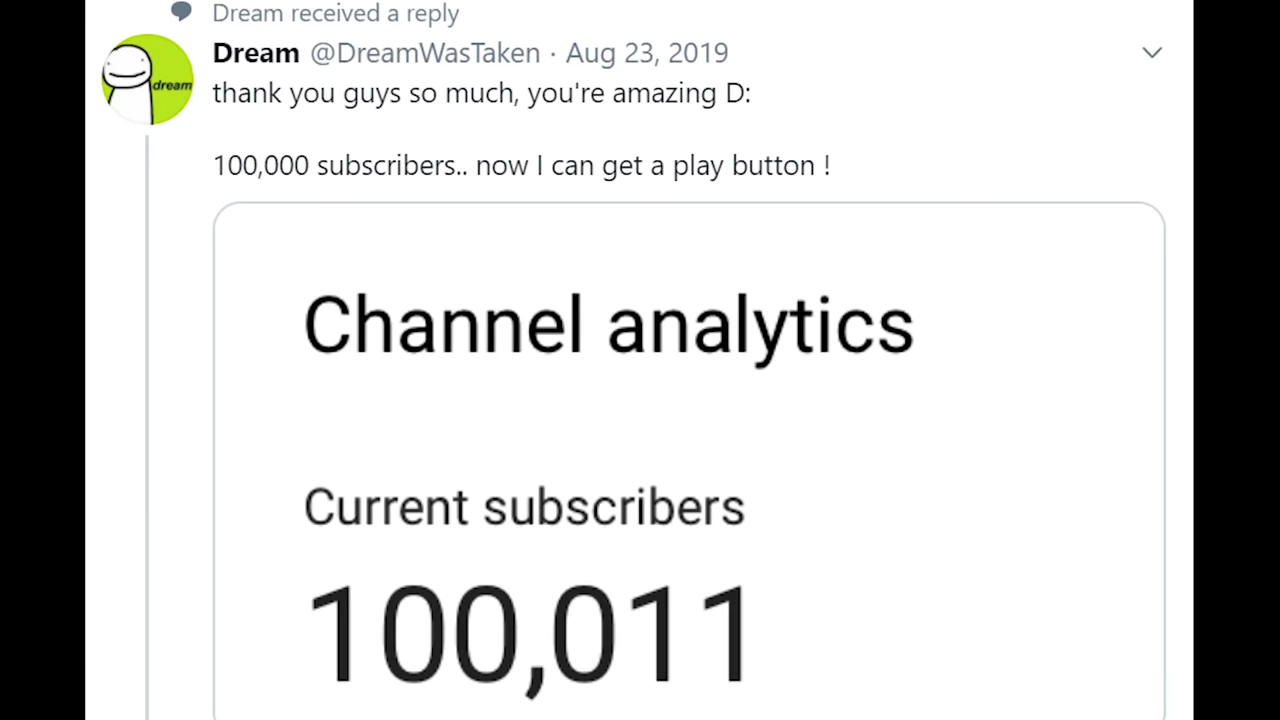 Dream received a reply
Dream @DreamWasTaken · Aug 23, 2019
dream
thank you guys so much, you're amazing D:
100,000 subscribers.. now I can get a play button !
Channel analytics
Current subscribers
100,011